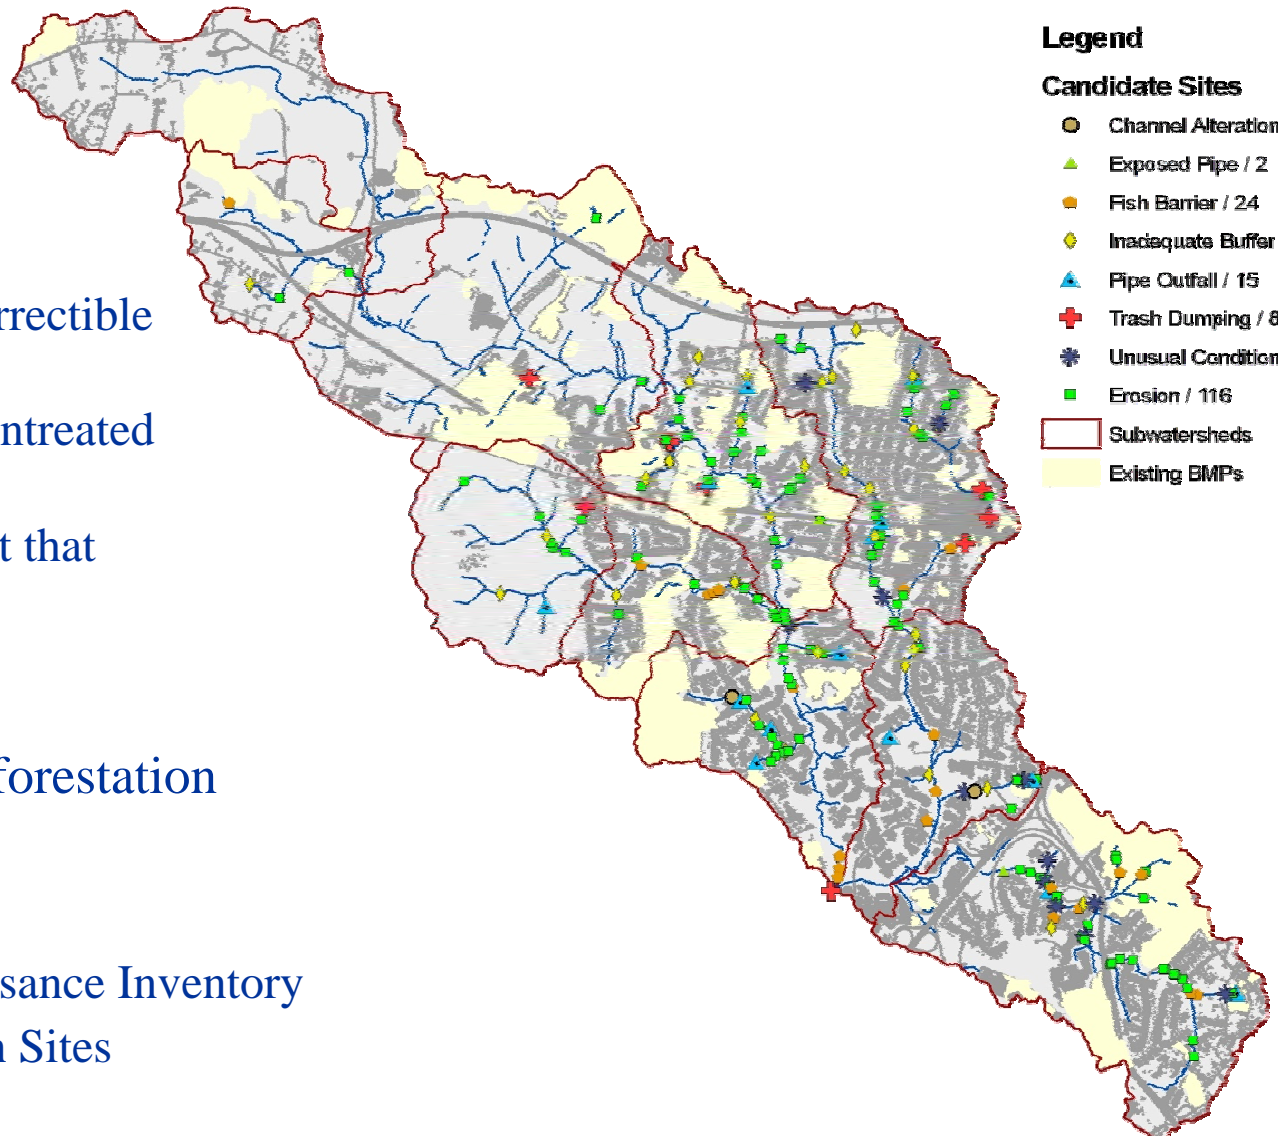 rrectible
ntreated
t that
forestation
sance Inventory
n Sites
Legend
Candidate Sites
Channel Alteration
Exposed Pipe / 2
Fish Barrier / 24
Inadequate Buffer
Pipe Outfall / 15
Trash Dumping / 8
Unusual Condition
Erosion / 116
Subwatersheds
Existing BMPs